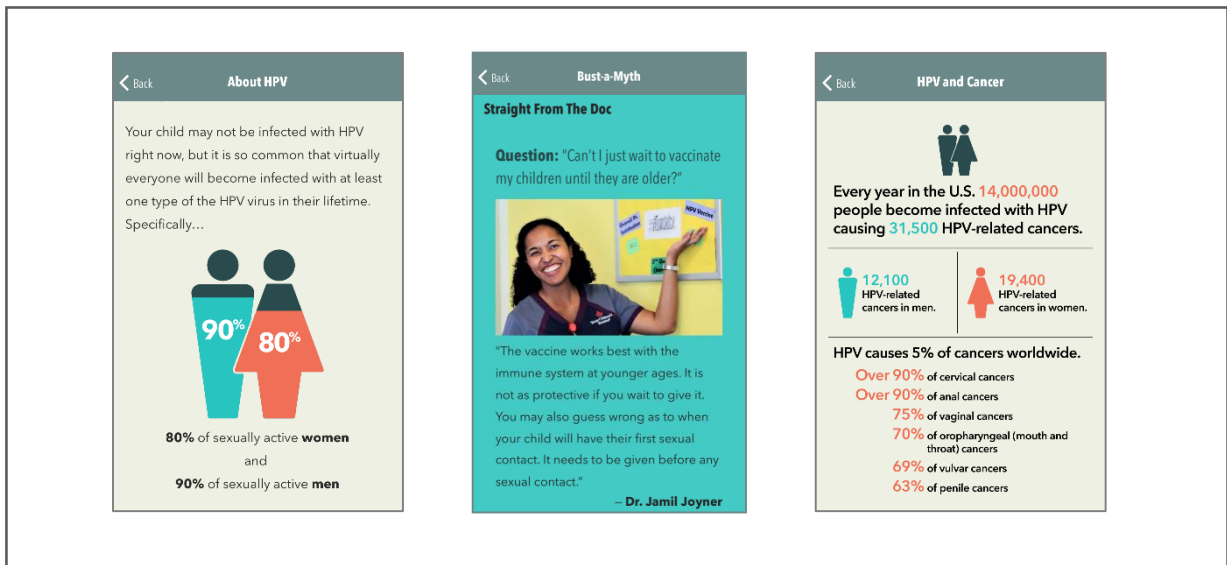 Back
About HPV
Your child may not be infected with HPV
right now, but it is so common that virtually
everyone will become infected with at least
one type of the HPV virus in their lifetime.
Specifically...
90%
80%
80% of sexually active women
and
90% of sexually active men
Back
Bust-a-Myth
Straight From The Doc
Question: “Can’t I just wait to vaccinate
my children until they are older?”
HPV Vaccine
“The vaccine works best with the
immune system at younger ages. It is
not as protective if you wait to give it.
You may also guess wrong as to when
your child will have their first sexual
contact. It needs to be given before any
sexual contact.”
– Dr. Jamil Joyner
Back
HPV and Cancer
Every year in the U.S. 14,000,000
people become infected with HPV
causing 31,500 HPV-related cancers.
12,100
HPV-related
cancers in men.
19,400
HPV-related
cancers in women.
HPV causes 5% of cancers worldwide.
Over 90% of cervical cancers
Over 90% of anal cancers
75% of vaginal cancers
70% of oropharyngeal (mouth and
throat) cancers
69% of vulvar cancers
63% of penile cancers